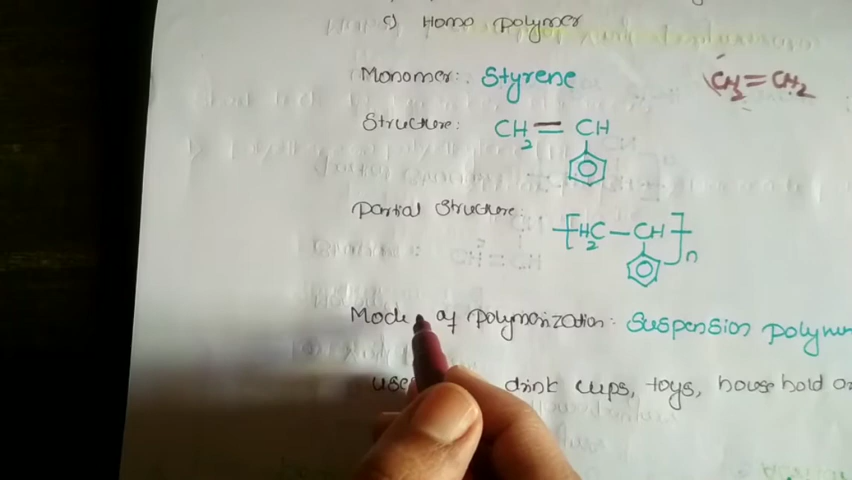 c) Homo polymer
Monomer: Styrene
CH2=CH2
Structure: CH2=CH
Partial Structure: [H2C-CH]n
Mode of polymerization: Suspension
drink cups, toys, household